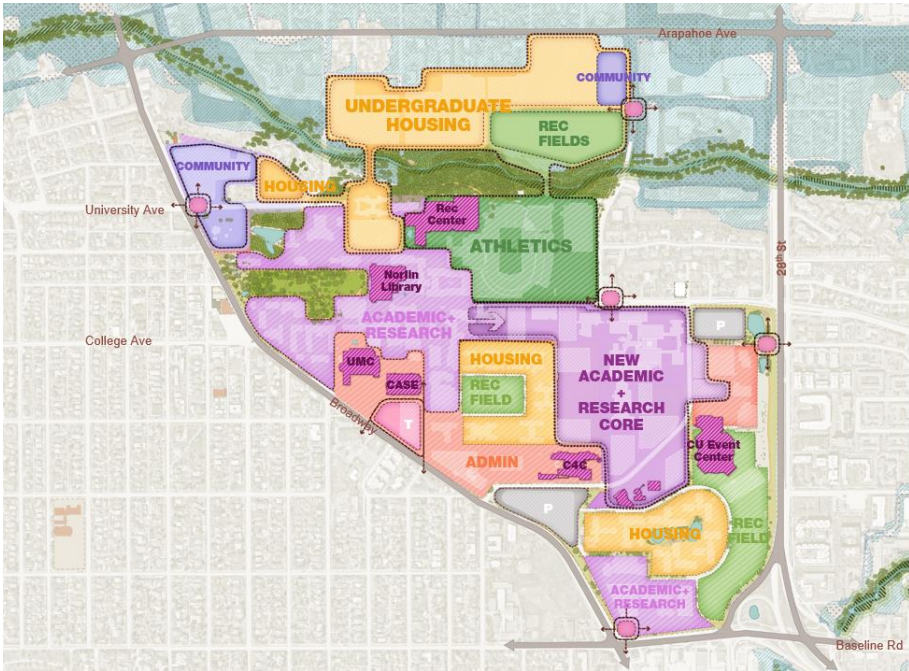 Arapahoe Ave
COMMUNITY
UNDERGRADUATE
HOUSING
REC
FIELDS
COMMUNITY
HOUSING
University Ave
Rec
Center
ATHLETICS
28th St
Norlin
Library
ACADEMIC+
RESEARCH
P
College Ave
UMC
HOUSING
NEW
ACADEMIC
+
RESEARCH
CORE
CASE
REC
FIELD
Broadway
T
CU Event
Center
ADMIN
C4C
P
HOUSING
REC
FIELD
ACADEMIC+
RESEARCH
Baseline Rd